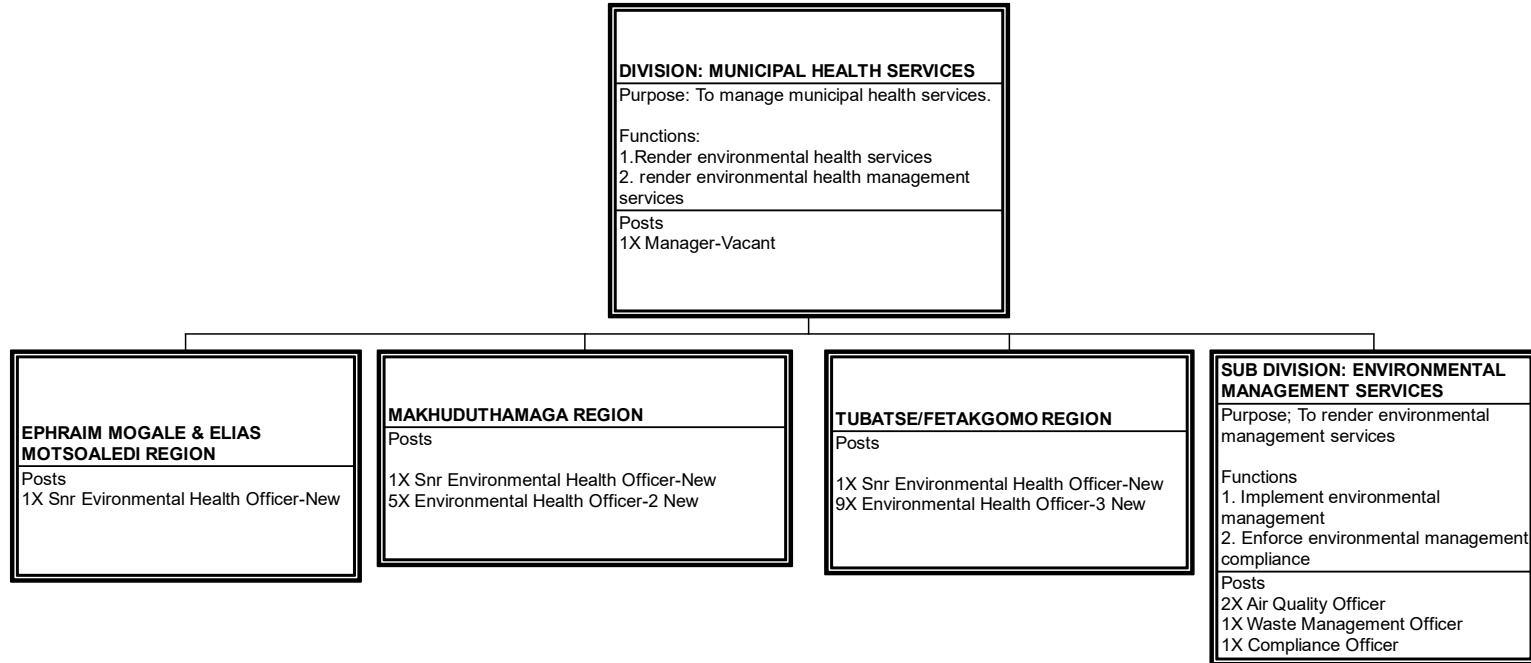 DIVISION: MUNICIPAL HEALTH SERVICES
Purpose: To manage municipal health services.
Functions:
1.Render environmental health services
2. render environmental health management
services
Posts
1X Manager-Vacant
EPHRAIM MOGALE & ELIAS
MOTSOALEDI REGION
Posts
1X Snr Evironmental Health Officer-New
MAKHUDUTHAMAGA REGION
Posts
1X Snr Environmental Health Officer-New
5X Environmental Health Officer-2 New
TUBATSE/FETAKGOMO REGION
Posts
1X Snr Environmental Health Officer-New
9X Environmental Health Officer-3 New
SUB DIVISION: ENVIRONMENTAL
MANAGEMENT SERVICES
Purpose; To render environmental
management services
Functions
1. Implement environmental
management
2. Enforce environmental management
compliance
Posts
2X Air Quality Officer
1X Waste Management Officer
1X Compliance Officer